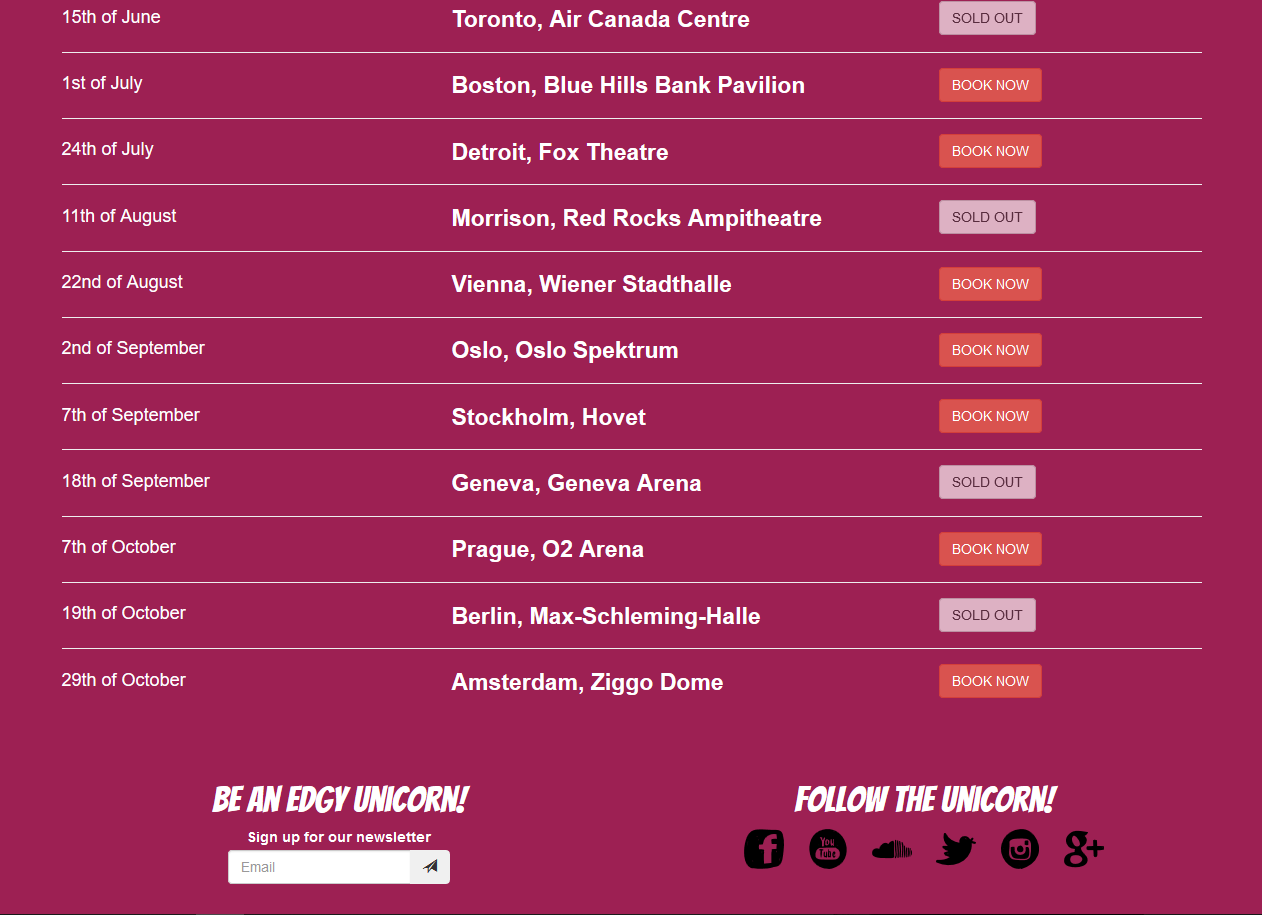 15th of June Toronto, Air Canada Centre SOLD OUT
1st of July Boston, Blue Hills Bank Pavilion BOOK NOW
24th of July Detroit, Fox Theatre BOOK NOW
11th of August Morrison, Red Rocks Ampitheatre SOLD OUT
22nd of August Vienna, Wiener Stadthalle BOOK NOW
2nd of September Oslo, Oslo Spektrum BOOK NOW
7th of September Stockholm, Hovet BOOK NOW
18th of September Geneva, Geneva Arena SOLD OUT
7th of October Prague, O2 Arena BOOK NOW
19th of October Berlin, Max-Schleming-Halle SOLD OUT
29th of October Amsterdam, Ziggo Dome BOOK NOW
BE AN EDGY UNICORN!
Sign up for our newsletter
Email
FOLLOW THE UNICORN!
You
Tube